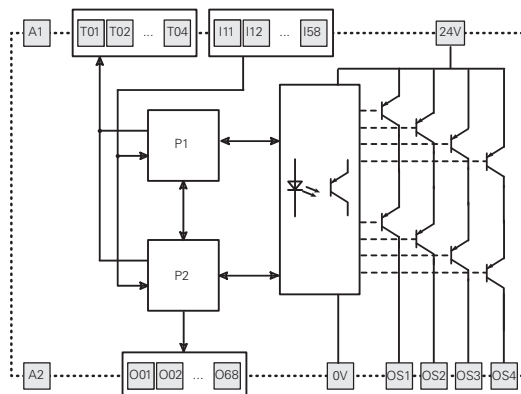 A1 T01 T02 ... T04 I11 I12 ... I58 24V
P1
P2
A2 O01 O02 ... O68 0V OS1 OS2 OS3 OS4